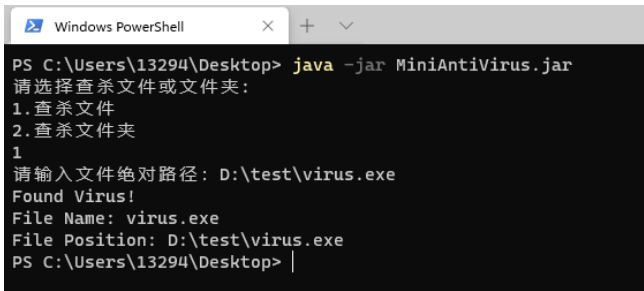 Windows PowerShell
PS C:\Users\13294\Desktop> java -jar MiniAntiVirus.jar
请选择查杀文件或文件夹:
1.查杀文件
2.查杀文件夹
1
请输入文件绝对路径: D:\test\virus.exe
Found Virus!
File Name: virus.exe
File Position: D:\test\virus.exe
PS C:\Users\13294\Desktop>